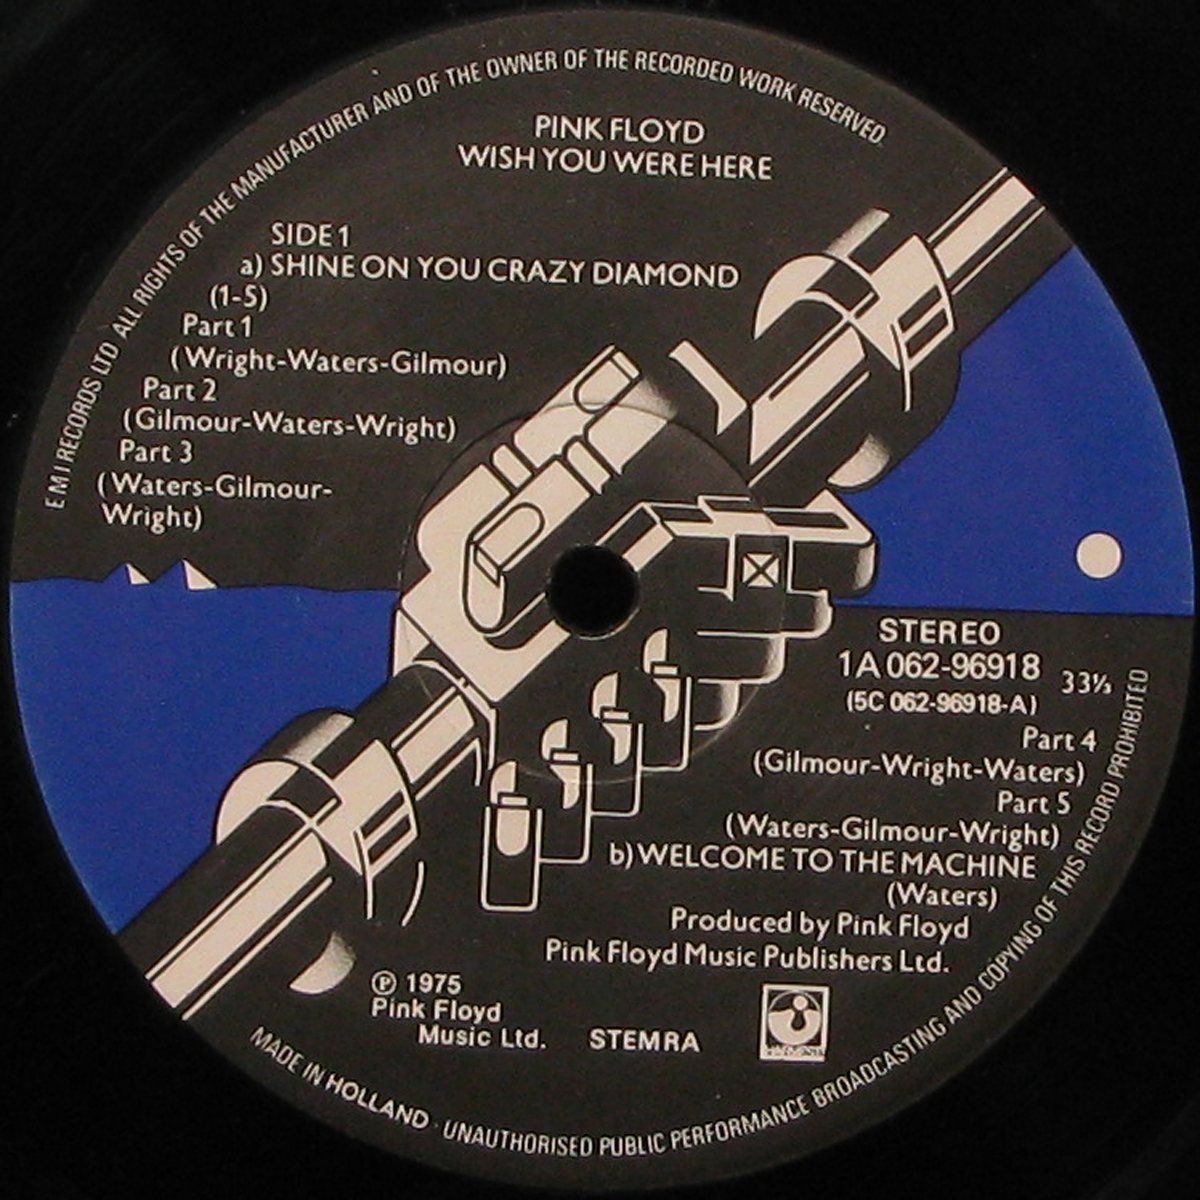 EMI RECORDS LTD ALL RIGHTS OF THE MANUFACTURER AND OF THE OWNER OF THE RECORDED WORK RESERVED.
PINK FLOYD
WISH YOU WERE HERE
SIDE 1
a) SHINE ON YOU CRAZY DIAMOND
(1-5)
Part 1
(Wright-Waters-Gilmour)
Part 2
(Gilmour-Waters-Wright)
Part 3
(Waters-Gilmour-
Wright)
STEREO
1A 062-96918
33⅓
(5C 062-96918-A)
Part 4
(Gilmour-Wright-Waters)
Part 5
(Waters-Gilmour-Wright)
b) WELCOME TO THE MACHINE
(Waters)
Produced by Pink Floyd
Pink Floyd Music Publishers Ltd.
℗ 1975
Pink Floyd
Music Ltd.
STEMRA
MADE IN HOLLAND · UNAUTHORISED PUBLIC PERFORMANCE BROADCASTING AND COPYING OF THIS RECORD PROHIBITED